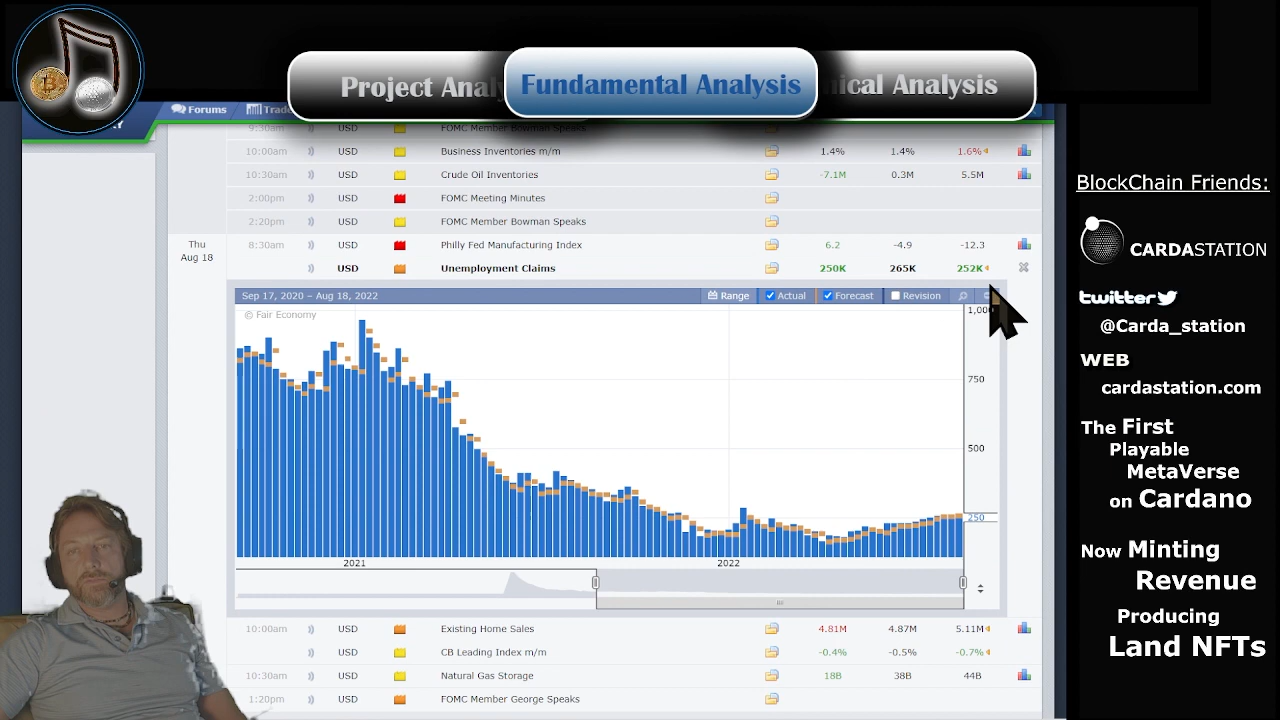 Project Anal
Fundamental Analysis
nical Analysis
Forums
Trad
9:30am USD FOMC Member Bowman Speaks
10:00am USD Business Inventories m/m 1.4% 1.4% 1.6%
10:30am USD Crude Oil Inventories -7.1M 0.3M 5.5M
2:00pm USD FOMC Meeting Minutes
2:20pm USD FOMC Member Bowman Speaks
Thu
Aug 18
8:30am USD Philly Fed Manufacturing Index 6.2 -4.9 -12.3
USD Unemployment Claims 250K 265K 252K
Sep 17, 2020 – Aug 18, 2022 Range Actual Forecast Revision
© Fair Economy
1,00
750
500
250
2021 2022
10:00am USD Existing Home Sales 4.81M 4.87M 5.11M
USD CB Leading Index m/m -0.4% -0.5% -0.7%
10:30am USD Natural Gas Storage 18B 38B 44B
1:20pm USD FOMC Member George Speaks
BlockChain Friends:
CARDASTATION
twitter
@Carda_station
WEB
cardastation.com
The First
Playable
MetaVerse
on Cardano
Now Minting
Revenue
Producing
Land NFTs